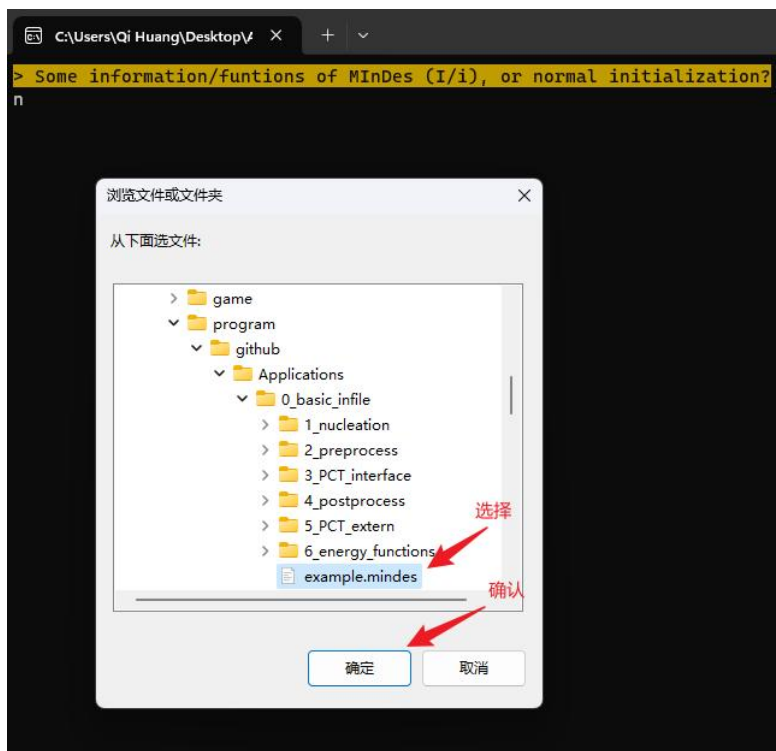 C:\Users\Qi Huang\Desktop\A
> Some information/funtions of MInDes (I/i), or normal initialization?
n
浏览文件或文件夹
从下面选文件:
game
program
github
Applications
0_basic_infile
1_nucleation
2_preprocess
3_PCT_interface
4_postprocess
5_PCT_extern
选择
6_energy_functions
example.mindes
确认
确定
取消